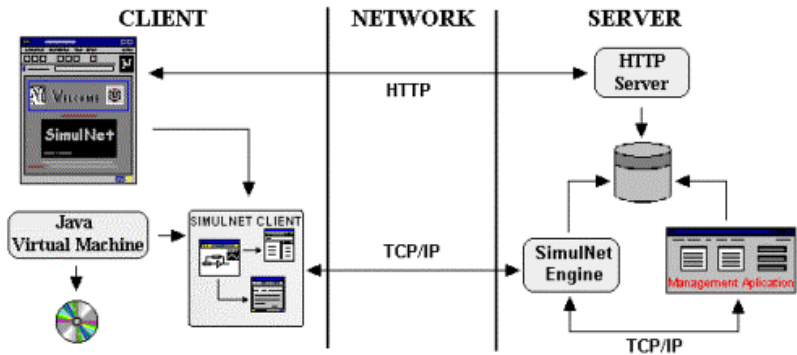 CLIENT
NETWORK
SERVER
HTTP
HTTP
Server
WELCOME
SimulNet
Java
Virtual Machine
SIMULNET CLIENT
TCP/IP
SimulNet
Engine
Management Aplication
TCP/IP